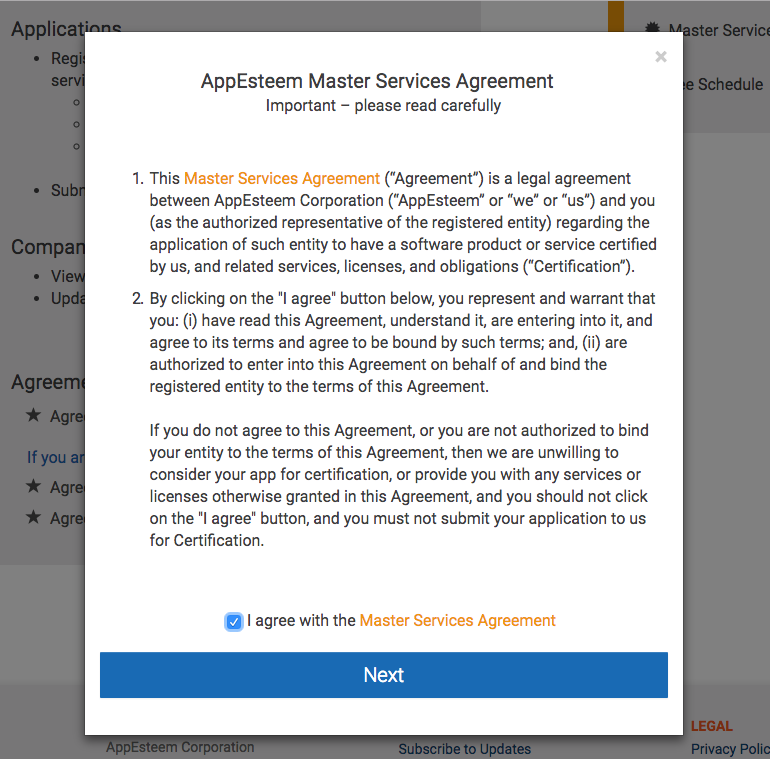 Applications
Master Service
Regi
servi
ee Schedule
×
AppEsteem Master Services Agreement
Important – please read carefully
1. This Master Services Agreement (“Agreement”) is a legal agreement
between AppEsteem Corporation (“AppEsteem” or “we” or “us”) and you
(as the authorized representative of the registered entity) regarding the
application of such entity to have a software product or service certified
by us, and related services, licenses, and obligations (“Certification”).
2. By clicking on the "I agree" button below, you represent and warrant that
you: (i) have read this Agreement, understand it, are entering into it, and
agree to its terms and agree to be bound by such terms; and, (ii) are
authorized to enter into this Agreement on behalf of and bind the
registered entity to the terms of this Agreement.
If you do not agree to this Agreement, or you are not authorized to bind
your entity to the terms of this Agreement, then we are unwilling to
consider your app for certification, or provide you with any services or
licenses otherwise granted in this Agreement, and you should not click
on the "I agree" button, and you must not submit your application to us
for Certification.
I agree with the Master Services Agreement
Next
Subm
Compan
View
Upda
Agreeme
Agre
If you ar
Agre
Agre
AppEsteem Corporation
Subscribe to Updates
LEGAL
Privacy Polic